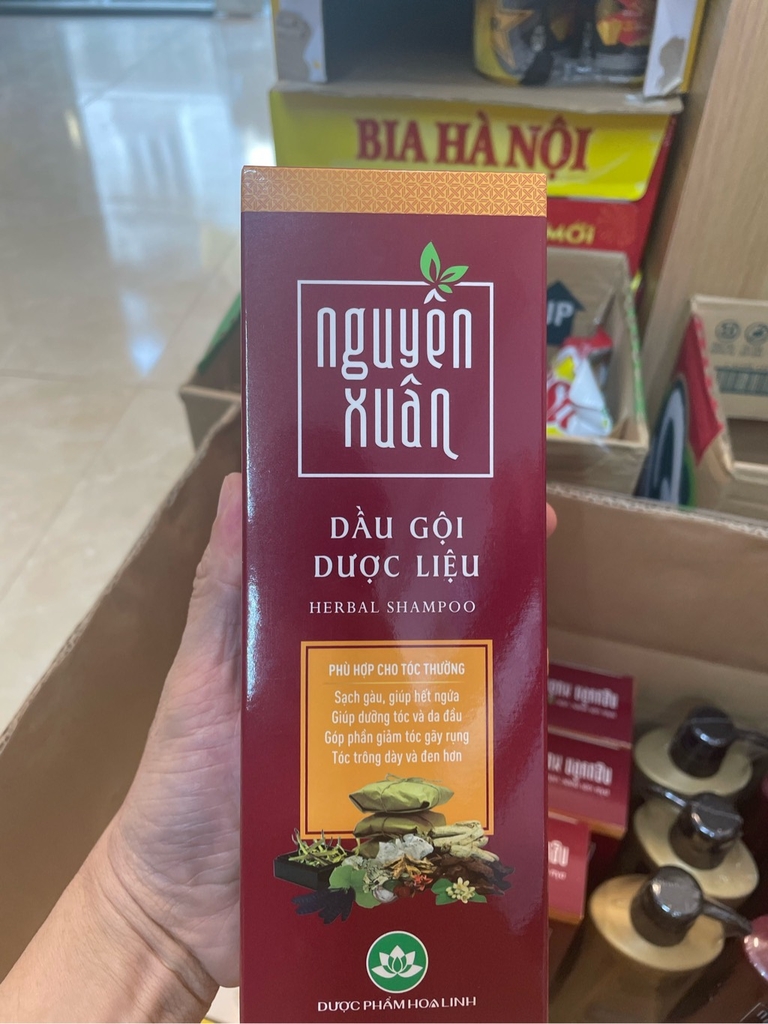 BIA HÀ NỘI
MỚI
UP
nguyên
xuân
DẦU GỘI
DƯỢC LIỆU
HERBAL SHAMPOO
PHÙ HỢP CHO TÓC THƯỜNG
Sạch gàu, giúp hết ngứa
Giúp dưỡng tóc và da đầu
Góp phần giảm tóc gãy rụng
Tóc trông dày và đen hơn
DƯỢC PHẨM HOA LINH